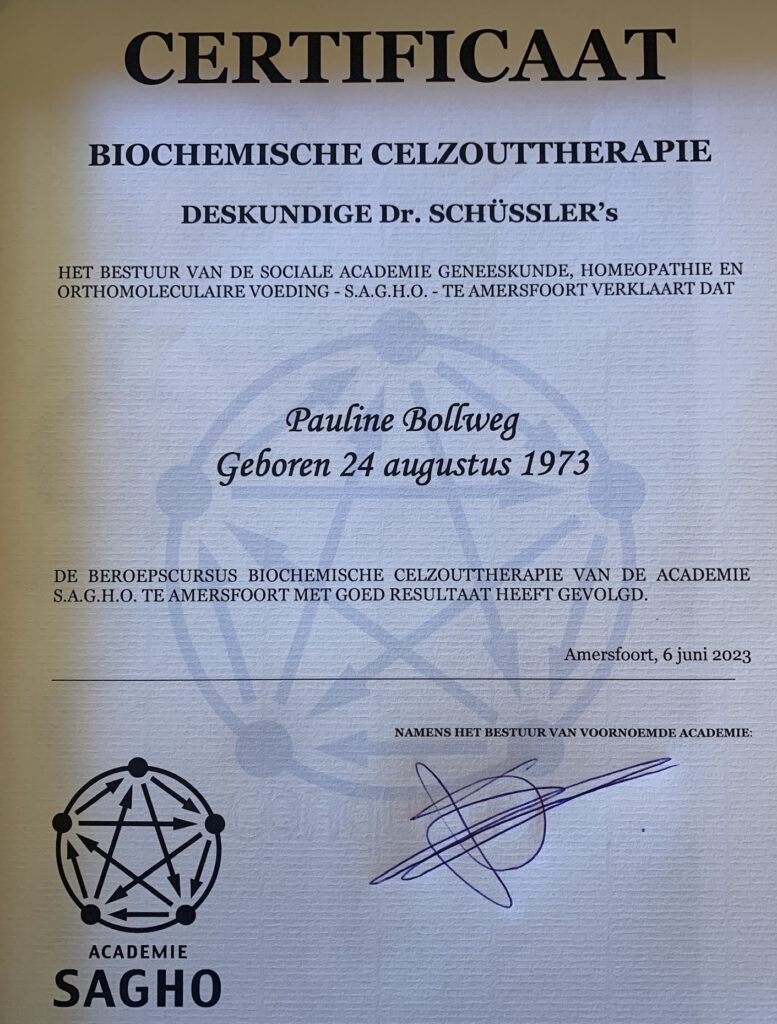 CERTIFICAAT
BIOCHEMISCHE CELZOUTTHERAPIE
DESKUNDIGE Dr. SCHÜSSLER's
HET BESTUUR VAN DE SOCIALE ACADEMIE GENEESKUNDE, HOMEOPATHIE EN
ORTHOMOLECULAIRE VOEDING - S.A.G.H.O. - TE AMERSFOORT VERKLAART DAT
Pauline Bollweg
Geboren 24 augustus 1973
DE BEROEPSCURSUS BIOCHEMISCHE CELZOUTTHERAPIE VAN DE ACADEMIE
S.A.G.H.O. TE AMERSFOORT MET GOED RESULTAAT HEEFT GEVOLGD.
Amersfoort, 6 juni 2023
NAMENS HET BESTUUR VAN VOORNOEMDE ACADEMIE:
ACADEMIE
SAGHO